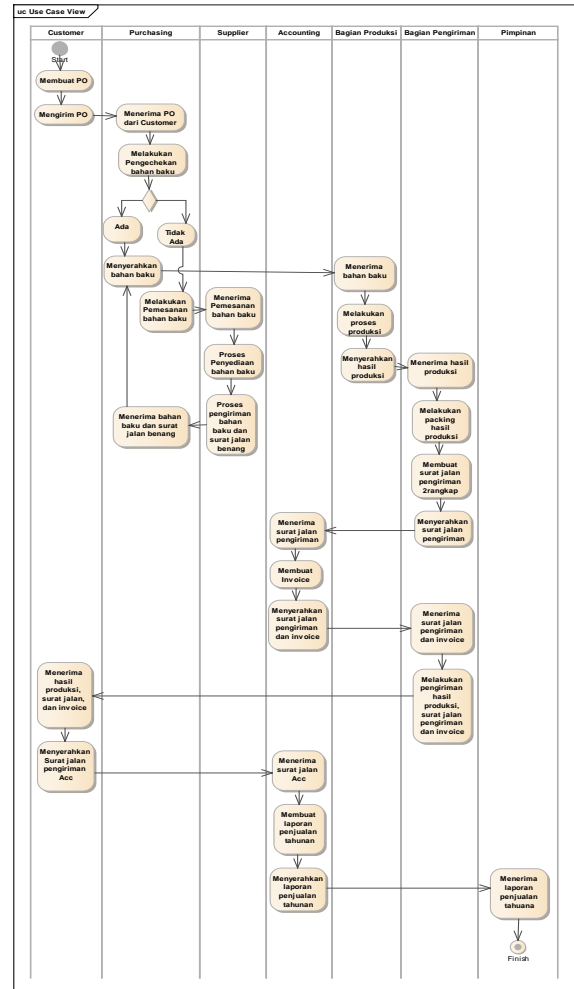 uc Use Case View
Customer
Purchasing
Supplier
Accounting
Bagian Produksi
Bagian Pengiriman
Pimpinan
Start
Membuat PO
Mengirim PO
Menerima PO
dari Customer
Melakukan
Pengechekan
bahan baku
Ada
Tidak
Ada
Menyerahkan
bahan baku
Melakukan
Pemesanan
bahan baku
Menerima
Pemesanan
bahan baku
Proses
Penyediaan
bahan baku
Proses
pengiriman
bahan
baku dan
surat jalan
benang
Menerima bahan
baku dan surat
jalan benang
Menerima
bahan baku
Melakukan
proses
produksi
Menyerahkan
hasil
produksi
Menerima hasil
produksi
Melakukan
packing
hasil
produksi
Membuat
surat jalan
pengiriman
2rangkap
Menyerahkan
surat jalan
pengiriman
Menerima
surat jalan
pengiriman
Membuat
Invoice
Menyerahkan
surat jalan
pengiriman
dan invoice
Menerima
surat jalan
pengiriman
dan invoice
Melakukan
pengiriman
hasil
produksi,
surat jalan
pengiriman
dan invoice
Menerima
hasil
produksi,
surat jalan,
dan invoice
Menyerahkan
Surat jalan
pengiriman
Acc
Menerima
surat jalan
Acc
Membuat
laporan
penjualan
tahunan
Menyerahkan
laporan
penjualan
tahunan
Menerima
laporan
penjualan
tahuana
Finish